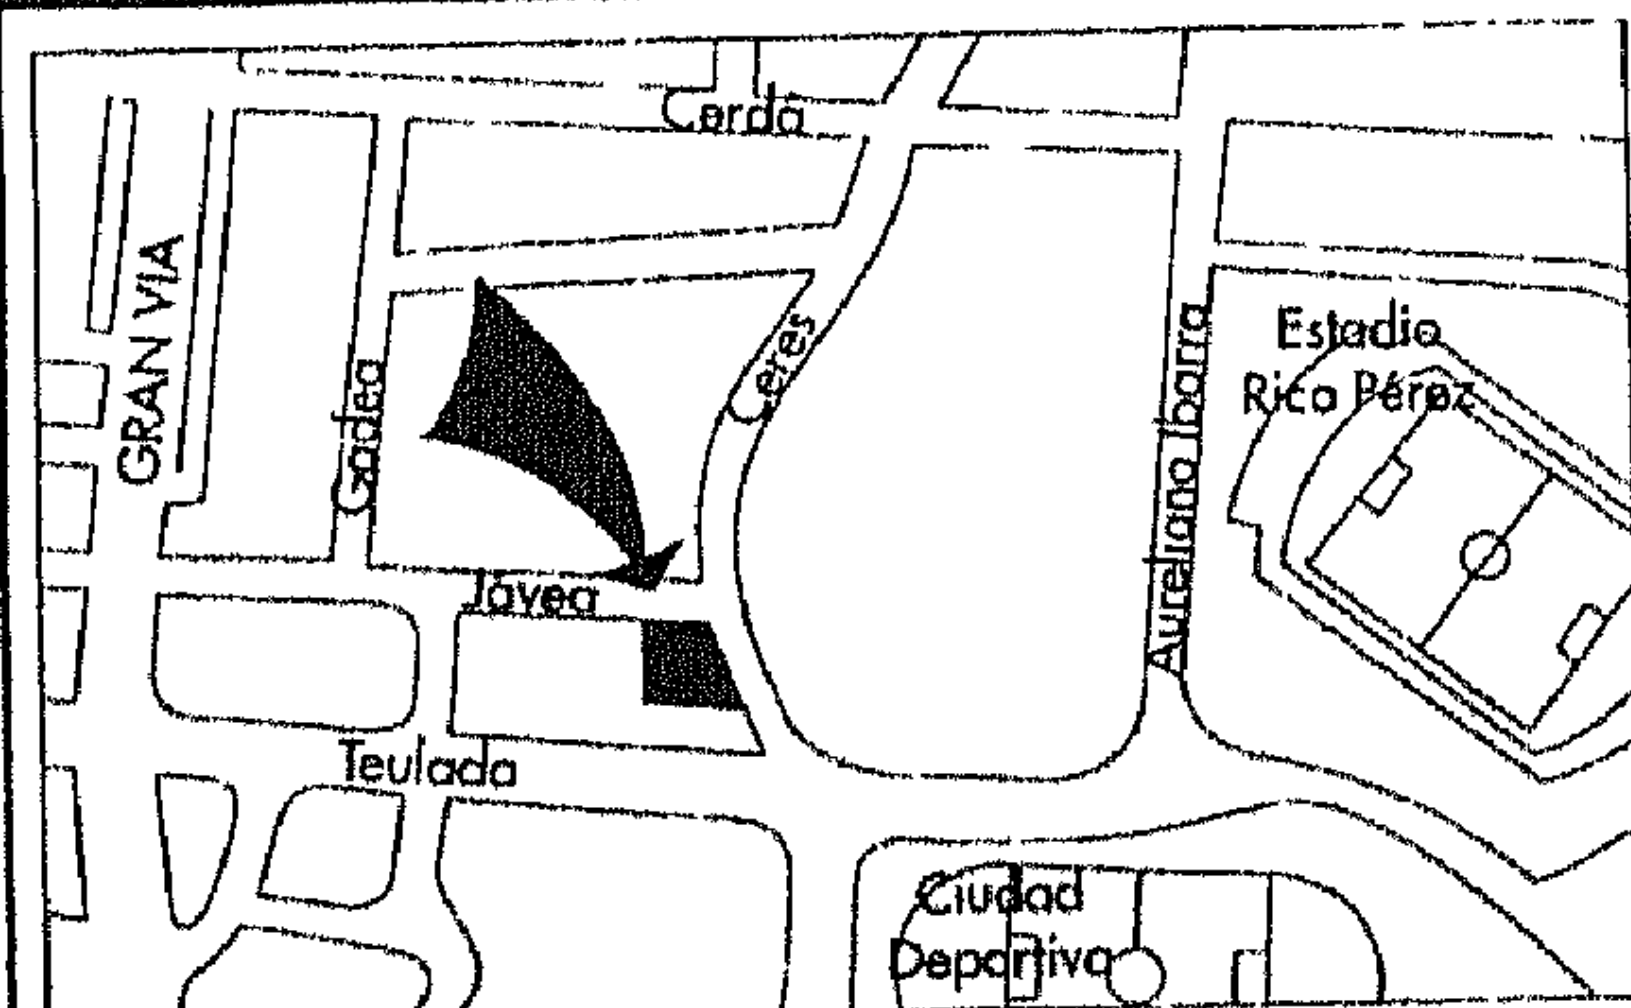 Cerdá
GRAN VIA
Gadea
Ceres
Aureliano Ibarra
Estadio
Rico Pérez
Jávea
Teulada
Ciudad
Deportiva